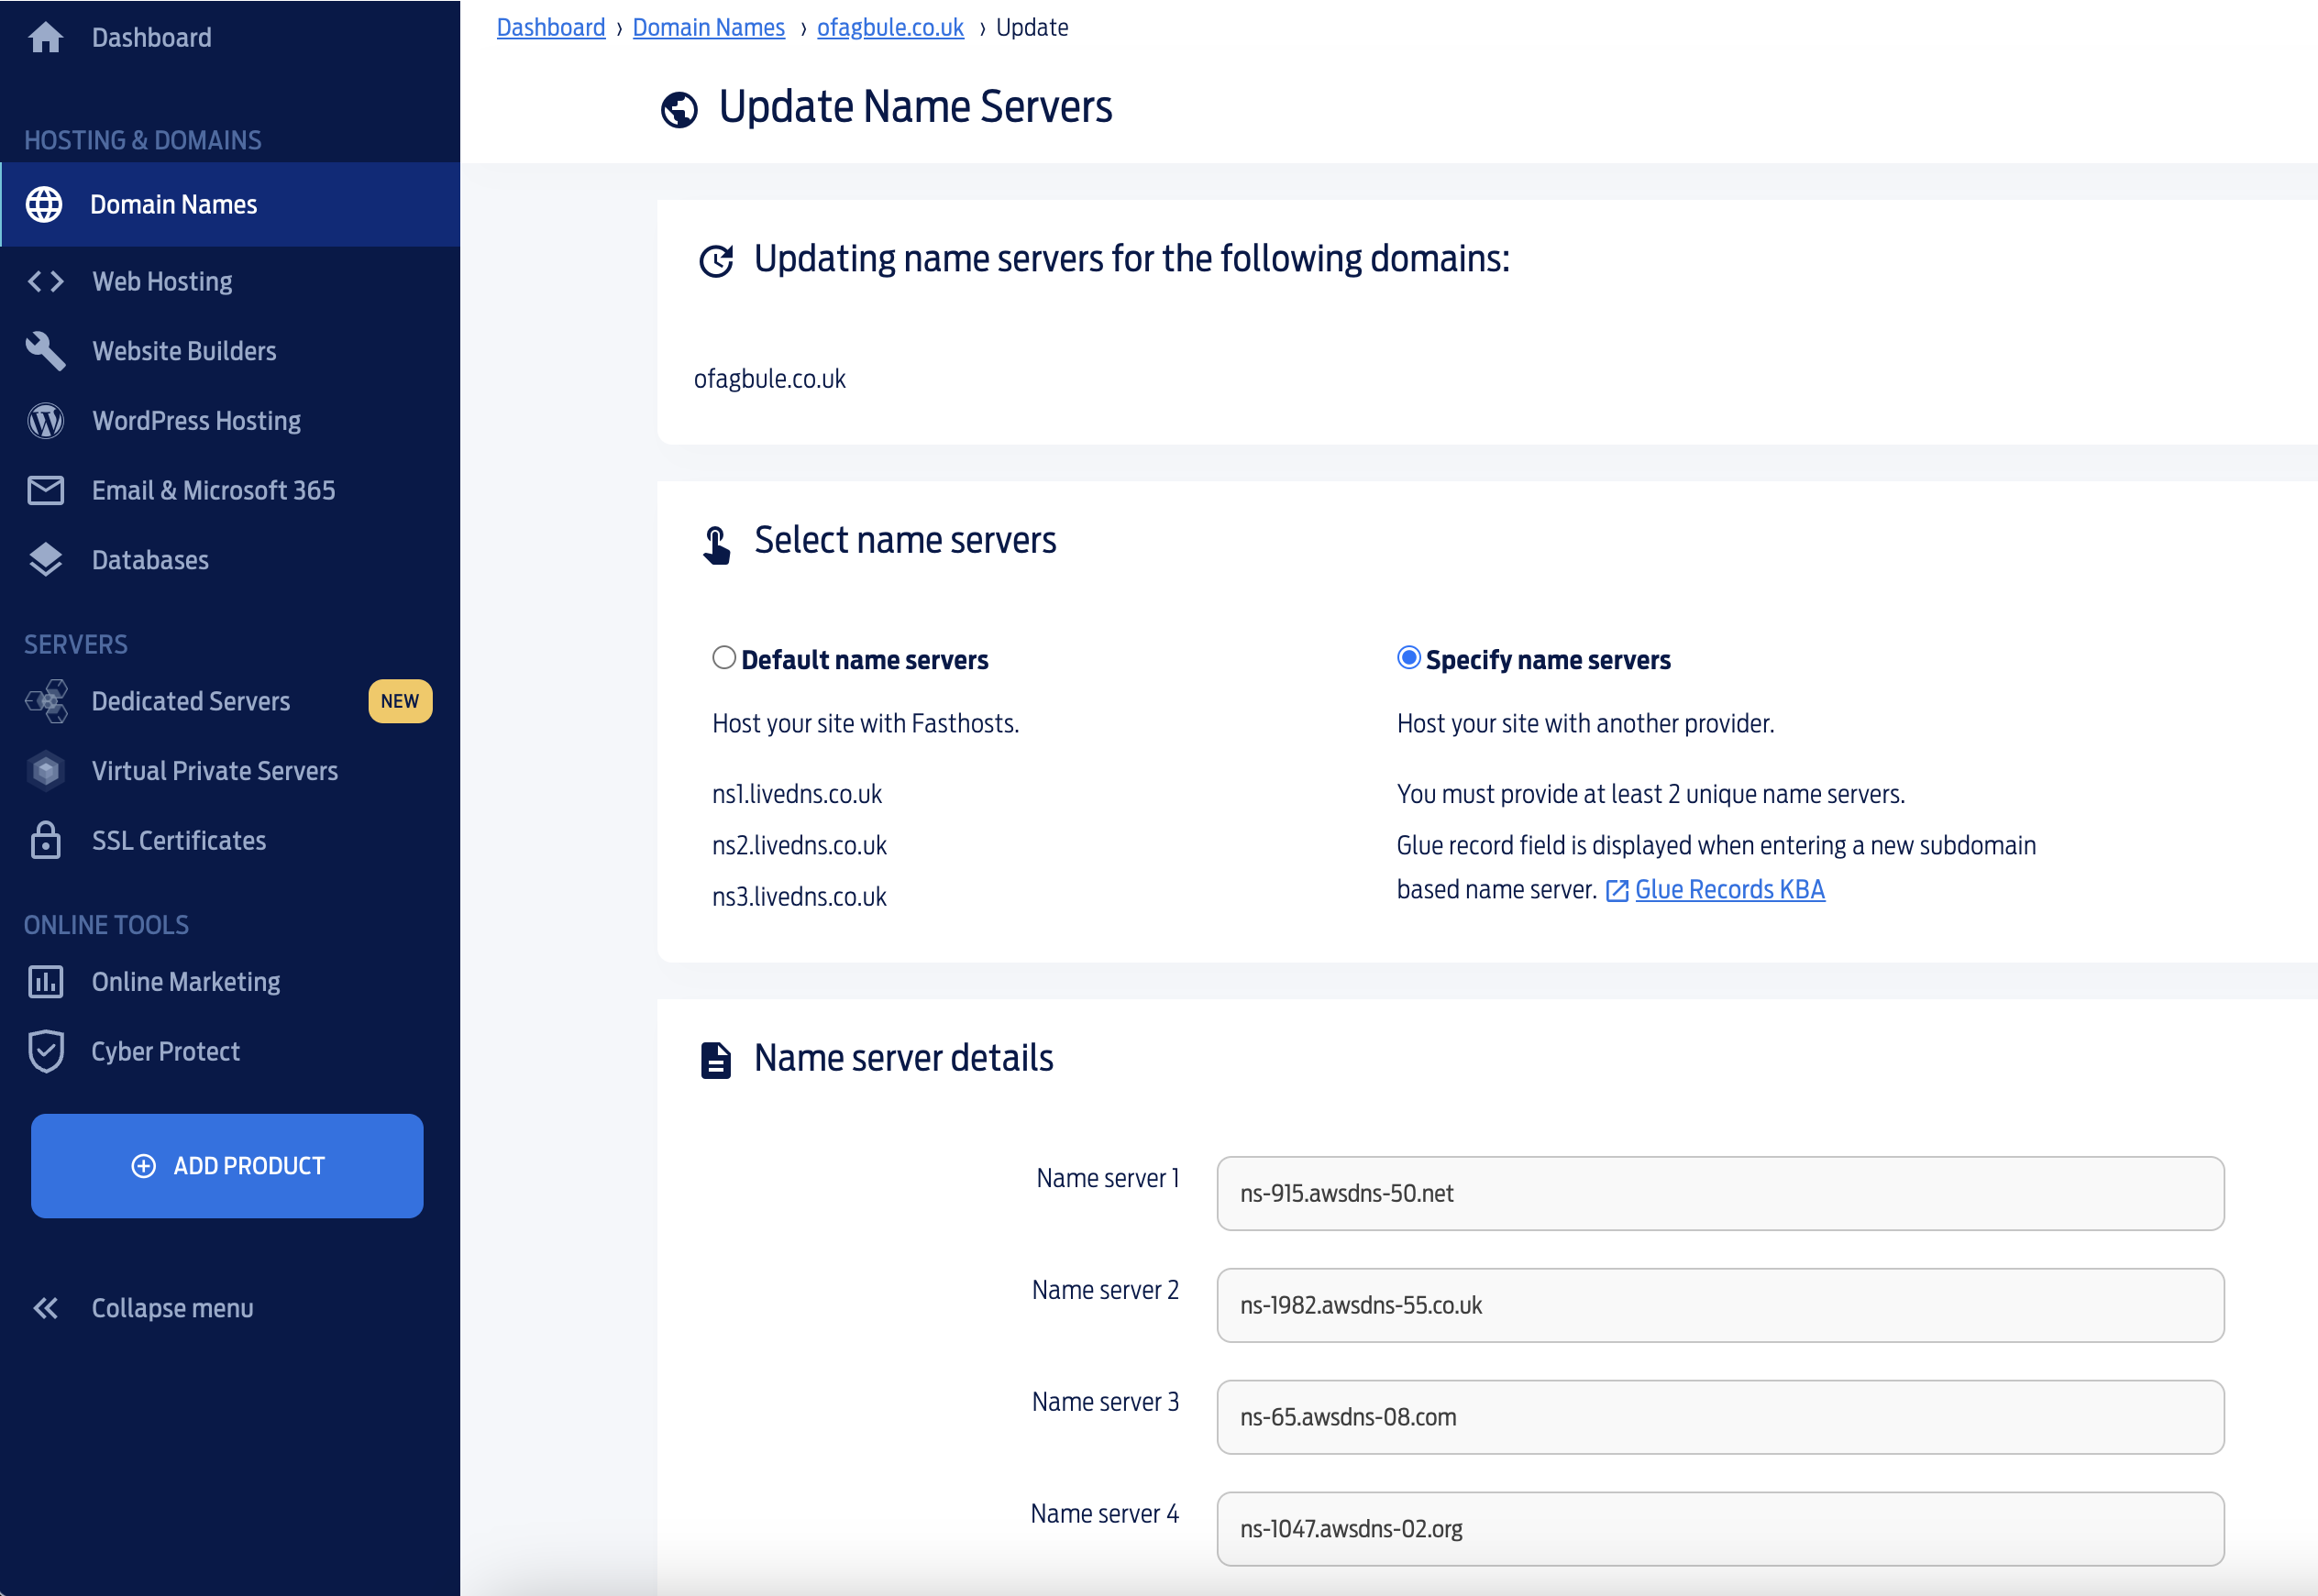 Dashboard
HOSTING & DOMAINS
Domain Names
Web Hosting
Website Builders
WordPress Hosting
Email & Microsoft 365
Databases
SERVERS
Dedicated Servers NEW
Virtual Private Servers
SSL Certificates
ONLINE TOOLS
Online Marketing
Cyber Protect
ADD PRODUCT
Collapse menu
Dashboard › Domain Names › ofagbule.co.uk › Update
Update Name Servers
Updating name servers for the following domains:
ofagbule.co.uk
Select name servers
Default name servers
Host your site with Fasthosts.
ns1.livedns.co.uk
ns2.livedns.co.uk
ns3.livedns.co.uk
Specify name servers
Host your site with another provider.
You must provide at least 2 unique name servers.
Glue record field is displayed when entering a new subdomain
based name server. Glue Records KBA
Name server details
Name server 1 ns-915.awsdns-50.net
Name server 2 ns-1982.awsdns-55.co.uk
Name server 3 ns-65.awsdns-08.com
Name server 4 ns-1047.awsdns-02.org